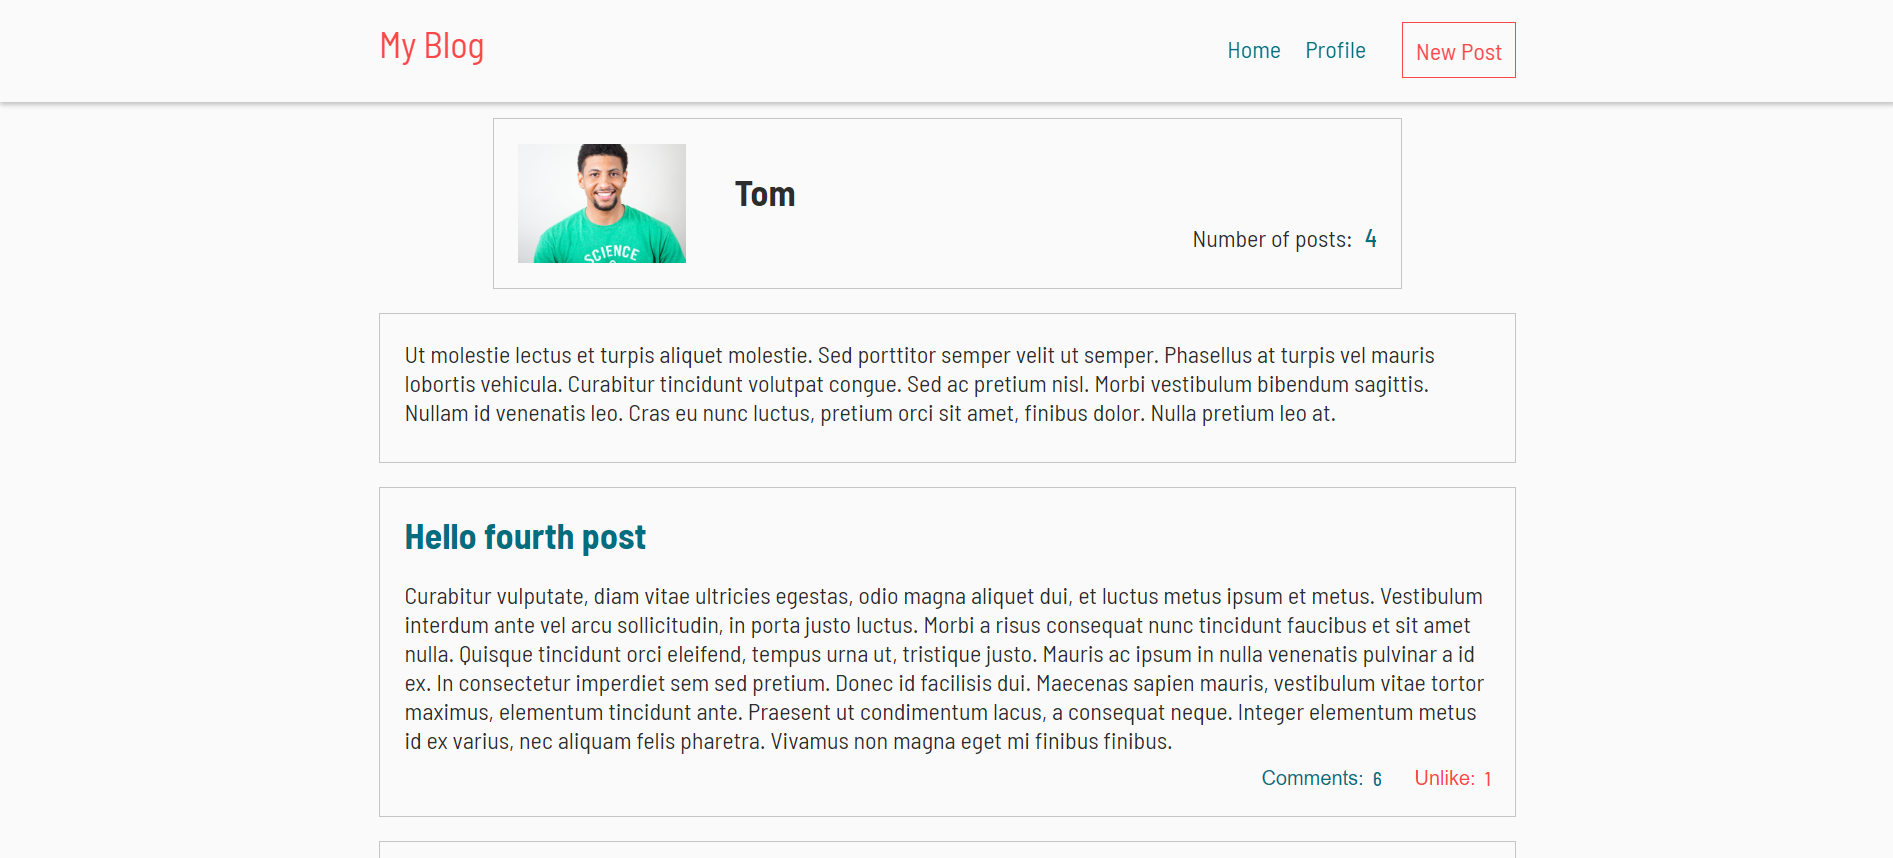 My Blog
Home Profile New Post
SCIENCE
Tom
Number of posts: 4
Ut molestie lectus et turpis aliquet molestie. Sed porttitor semper velit ut semper. Phasellus at turpis vel mauris
lobortis vehicula. Curabitur tincidunt volutpat congue. Sed ac pretium nisl. Morbi vestibulum bibendum sagittis.
Nullam id venenatis leo. Cras eu nunc luctus, pretium orci sit amet, finibus dolor. Nulla pretium leo at.
Hello fourth post
Curabitur vulputate, diam vitae ultricies egestas, odio magna aliquet dui, et luctus metus ipsum et metus. Vestibulum
interdum ante vel arcu sollicitudin, in porta justo luctus. Morbi a risus consequat nunc tincidunt faucibus et sit amet
nulla. Quisque tincidunt orci eleifend, tempus urna ut, tristique justo. Mauris ac ipsum in nulla venenatis pulvinar a id
ex. In consectetur imperdiet sem sed pretium. Donec id facilisis dui. Maecenas sapien mauris, vestibulum vitae tortor
maximus, elementum tincidunt ante. Praesent ut condimentum lacus, a consequat neque. Integer elementum metus
id ex varius, nec aliquam felis pharetra. Vivamus non magna eget mi finibus finibus.
Comments: 6 Unlike: 1